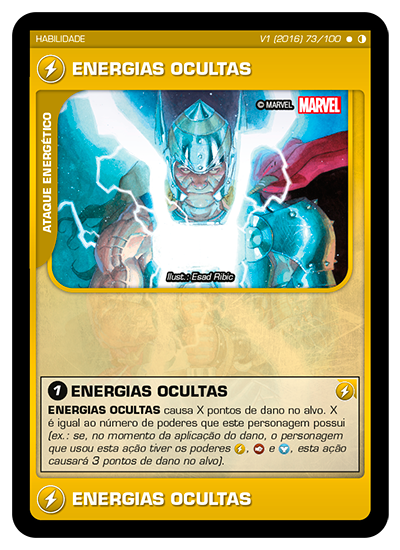 HABILIDADE
V1 (2016) 73/100
ENERGIAS OCULTAS
ATAQUE ENERGÉTICO
© MARVEL MARVEL
Ilust.: Esad Ribic
1 ENERGIAS OCULTAS
ENERGIAS OCULTAS causa X pontos de dano no alvo. X
é igual ao número de poderes que este personagem possui
(ex.: se, no momento da aplicação do dano, o personagem
que usou esta ação tiver os poderes , e , esta ação
causará 3 pontos de dano no alvo).
ENERGIAS OCULTAS